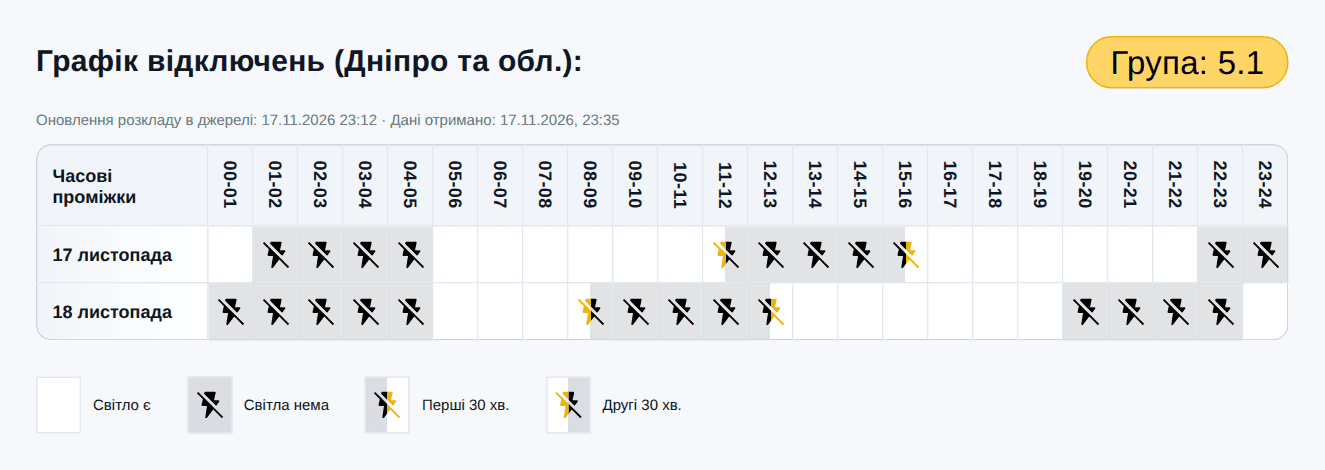 Графік відключень (Дніпро та обл.):
Група: 5.1
Оновлення розкладу в джерелі: 17.11.2026 23:12 · Дані отримано: 17.11.2026, 23:35
Часові
проміжки
00-01
01-02
02-03
03-04
04-05
05-06
06-07
07-08
08-09
09-10
10-11
11-12
12-13
13-14
14-15
15-16
16-17
17-18
18-19
19-20
20-21
21-22
22-23
23-24
17 листопада
18 листопада
Світло є
Світла нема
Перші 30 хв.
Другі 30 хв.